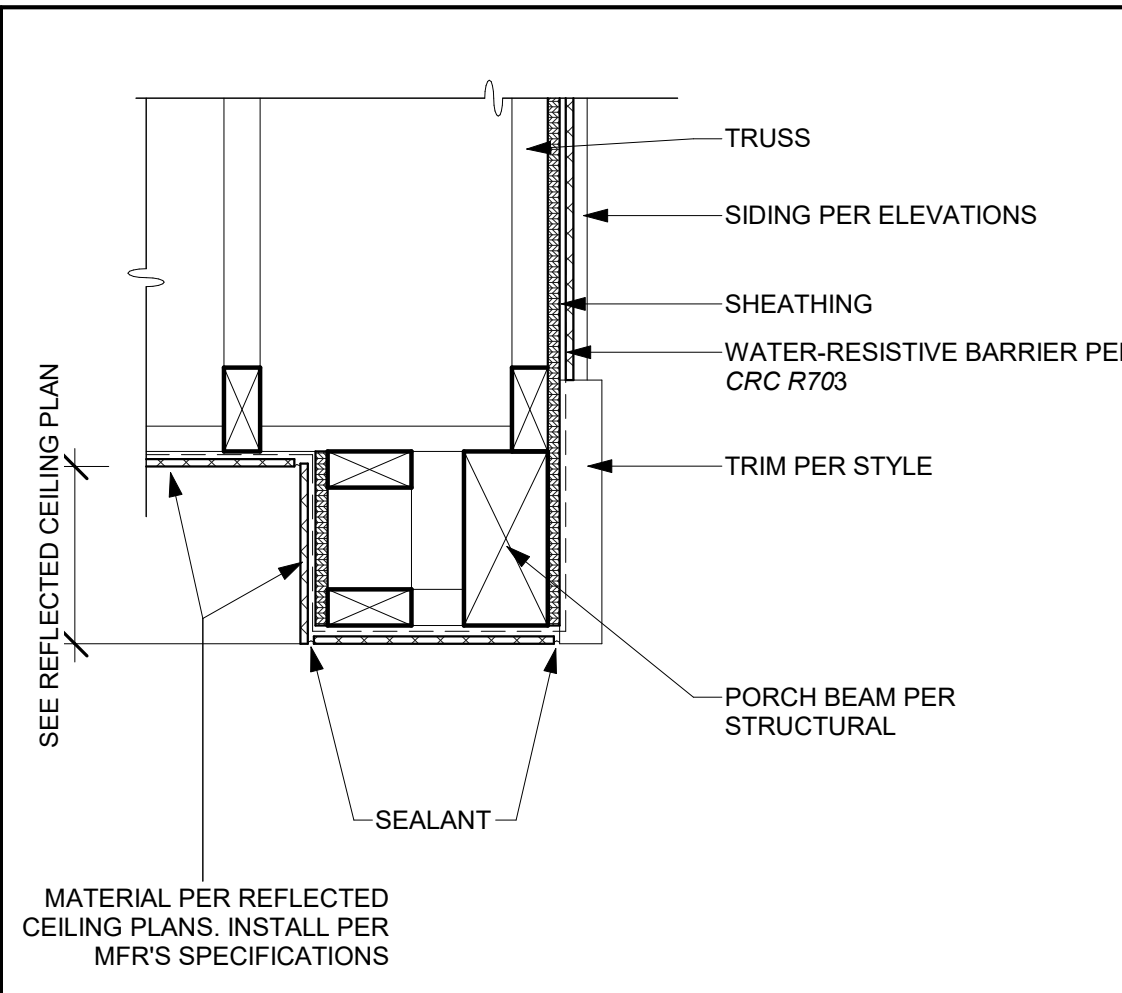 TRUSS
SIDING PER ELEVATIONS
SHEATHING
WATER-RESISTIVE BARRIER PE
CRC R703
TRIM PER STYLE
SEE REFLECTED CEILING PLAN
PORCH BEAM PER
STRUCTURAL
SEALANT
MATERIAL PER REFLECTED
CEILING PLANS. INSTALL PER
MFR'S SPECIFICATIONS